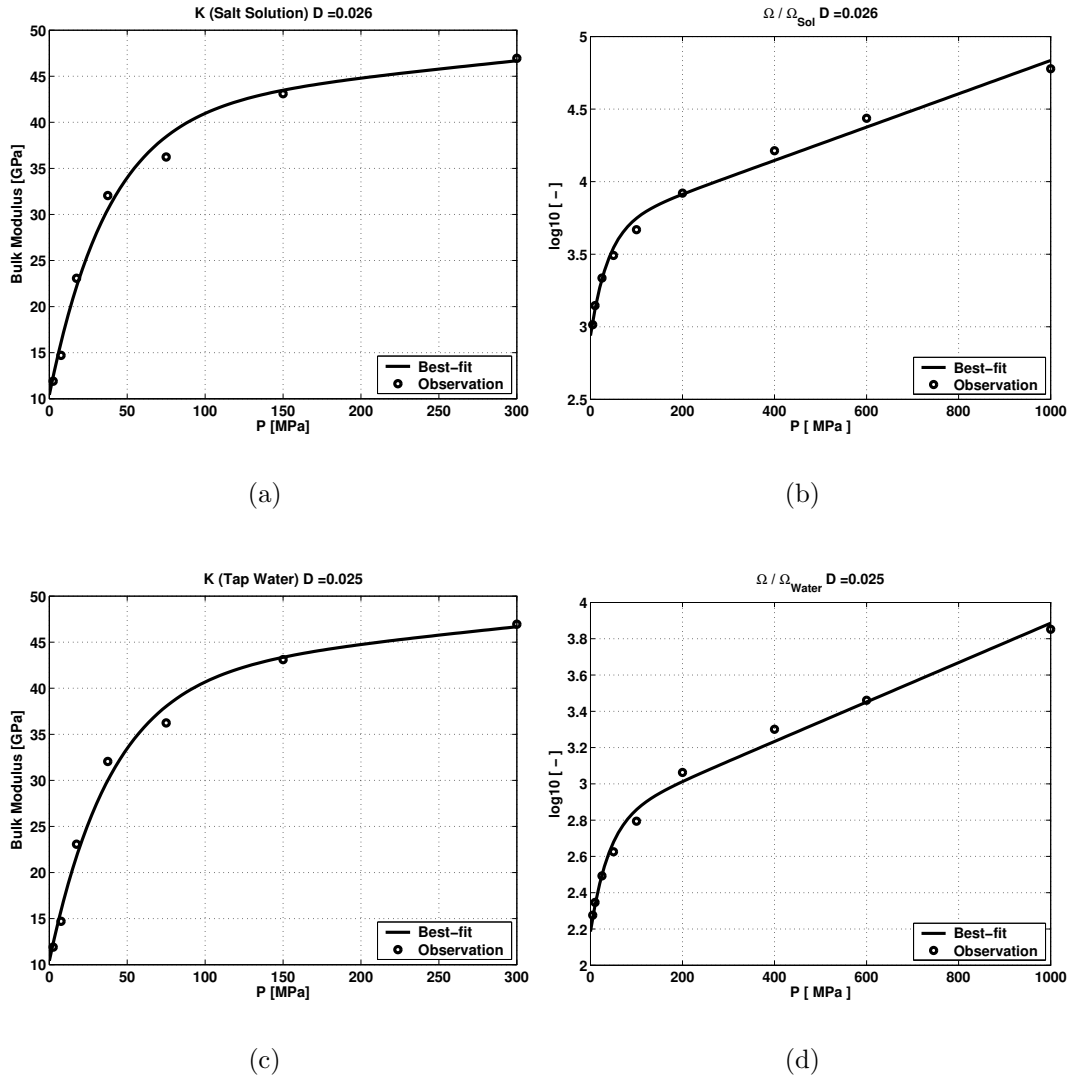 K (Salt Solution) D =0.026
50
45
40
35
30
25
20
15
10
Bulk Modulus [GPa]
0 50 100 150 200 250 300
P [MPa]
Best−fit
Observation
(a)
Ω / Ω_Sol D =0.026
5
4.5
4
3.5
3
2.5
log10 [ − ]
0 200 400 600 800 1000
P [ MPa ]
Best−fit
Observation
(b)
K (Tap Water) D =0.025
50
45
40
35
30
25
20
15
10
Bulk Modulus [GPa]
0 50 100 150 200 250 300
P [MPa]
Best−fit
Observation
(c)
Ω / Ω_Water D =0.025
4
3.8
3.6
3.4
3.2
3
2.8
2.6
2.4
2.2
2
log10 [ − ]
0 200 400 600 800 1000
P [ MPa ]
Best−fit
Observation
(d)